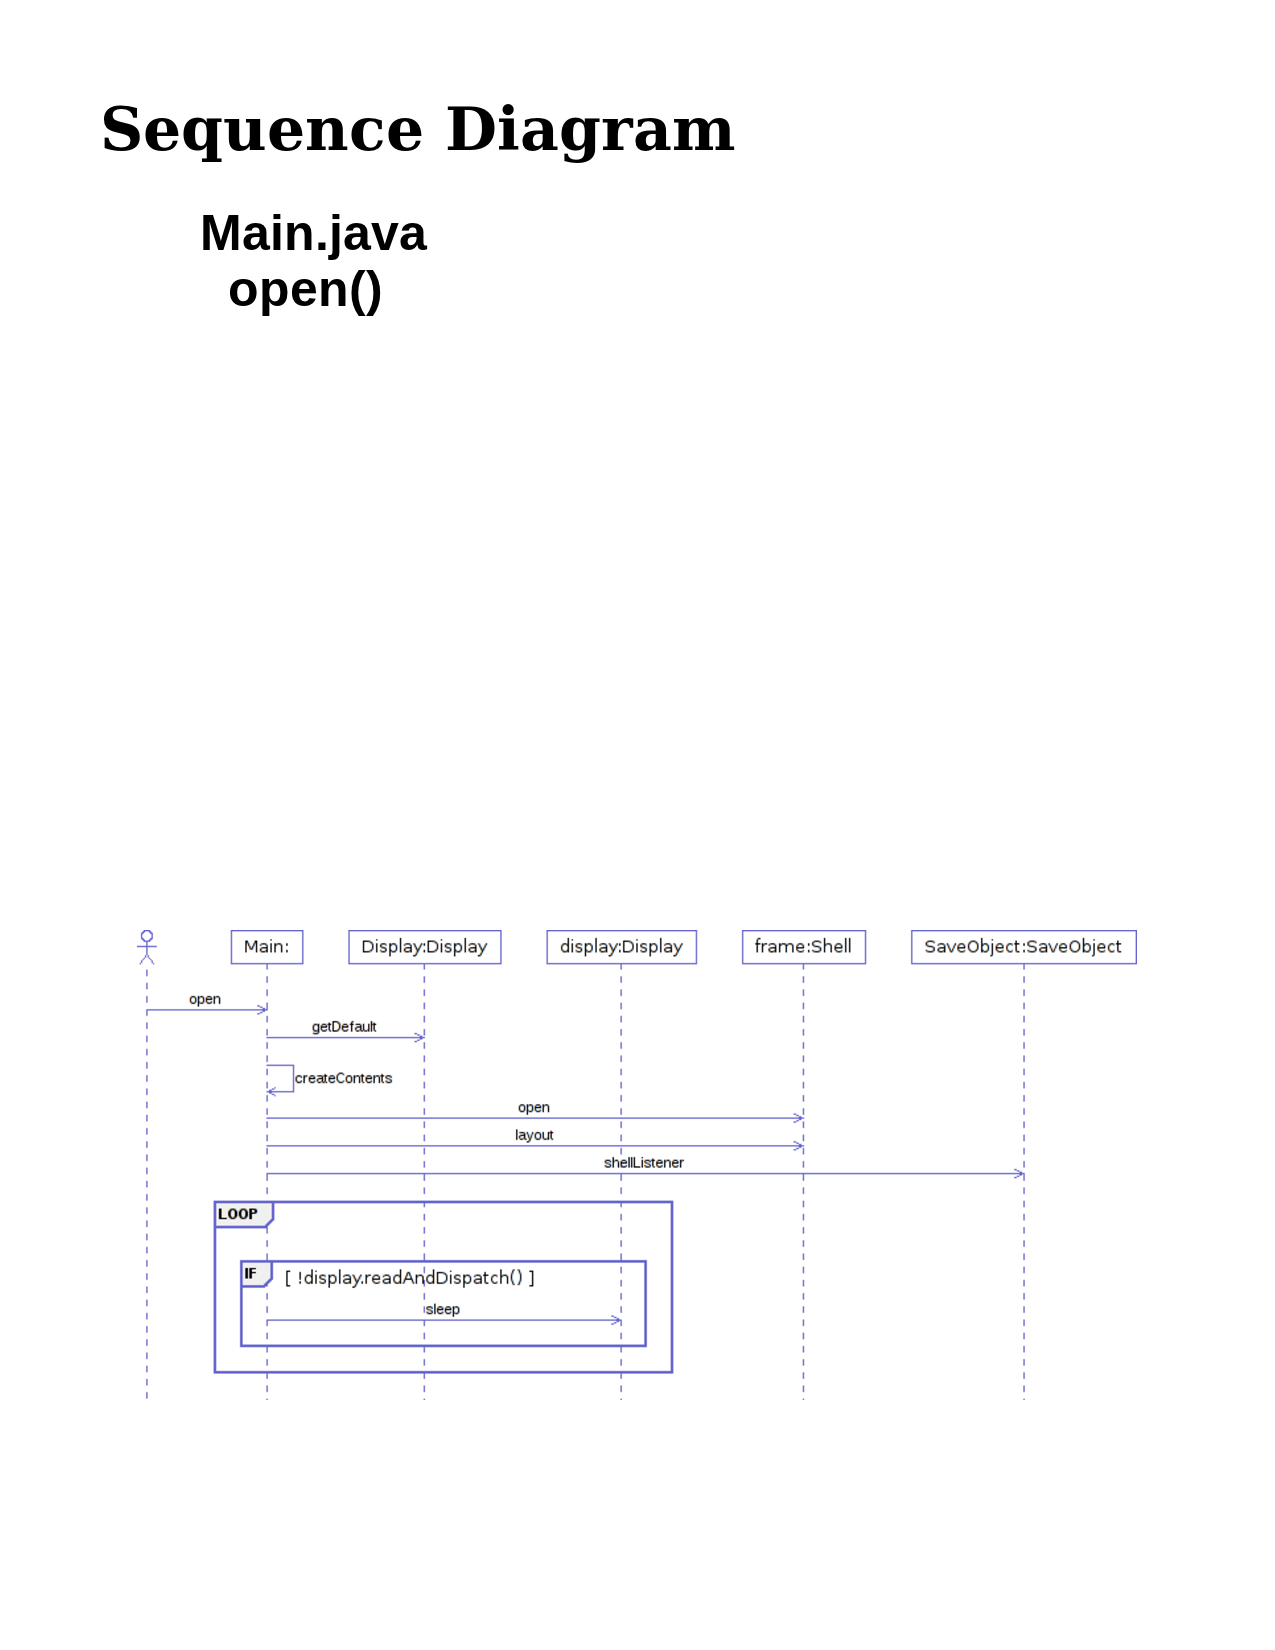 Sequence Diagram
Main.java
open()
Main:
Display:Display
display:Display
frame:Shell
SaveObject:SaveObject
open
getDefault
createContents
open
layout
shellListener
LOOP
IF
[ !display.readAndDispatch() ]
sleep